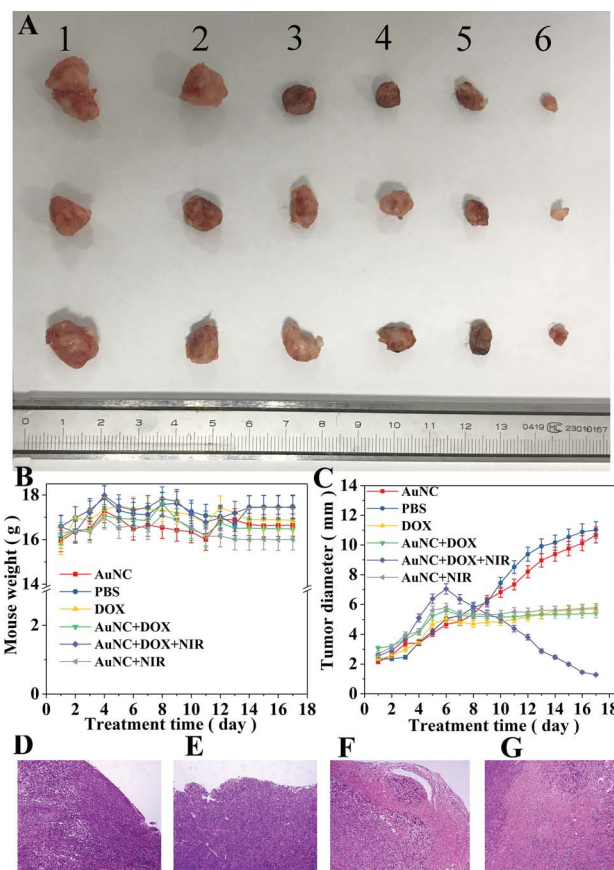 A
1 2 3 4 5 6
0 1 2 3 4 5 6 7 8 9 10 11 12 13 0419 MC 23010167
B
18
16
14
2
0
Mouse weight ( g )
AuNC
PBS
DOX
AuNC+DOX
AuNC+DOX+NIR
AuNC+NIR
0 2 4 6 8 10 12 14 16 18
Treatment time ( day )
C
14
12
10
8
6
4
2
0
Tumor diameter ( mm )
AuNC
PBS
DOX
AuNC+DOX
AuNC+DOX+NIR
AuNC+NIR
0 2 4 6 8 10 12 14 16 18
Treatment time ( day )
D E F G